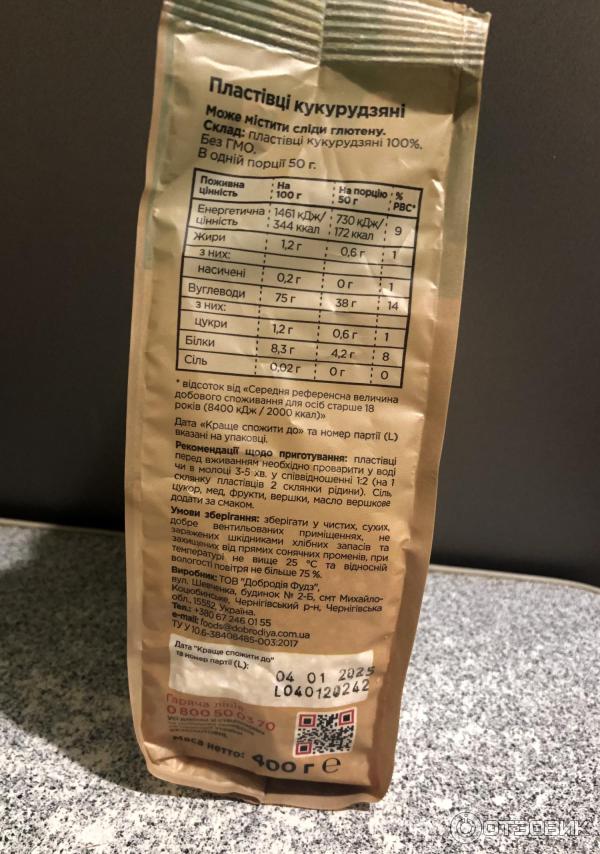 Пластівці кукурудзяні
Може містити сліди глютену.
Склад: пластівці кукурудзяні 100%.
Без ГМО.
В одній порції 50 г.
Поживна цінність | На 100 г | На порцію 50 г | % РВС*
Енергетична цінність | 1461 кДж/ 344 ккал | 730 кДж/ 172 ккал | 9
Жири | 1,2 г | 0,6 г | 1
з них:
насичені | 0,2 г | 0 г | 1
Вуглеводи | 75 г | 38 г | 14
з них:
цукри | 1,2 г | 0,6 г | 1
Білки | 8,3 г | 4,2 г | 8
Сіль | 0,02 г | 0 г | 0
* відсоток від «Середня референсна величина
добового споживання для осіб старше 18
років (8400 кДж / 2000 ккал)»
Дата «Краще спожити до» та номер партії (L)
вказані на упаковці.
Рекомендації щодо приготування: пластівці
перед вживанням необхідно проварити у воді
чи в молоці 3-5 хв. у співвідношенні 1:2 (на 1
склянку пластівців 2 склянки рідини). Сіль,
цукор, мед, фрукти, вершки, масло вершкове
додати за смаком.
Умови зберігання: зберігати у чистих, сухих,
добре вентильованих приміщеннях, не
заражених шкідниками хлібних запасів та
захищених від прямих сонячних променів, при
температурі не вище 25 °С та відносній
вологості повітря не більше 75 %.
Виробник: ТОВ "Добродія Фудз",
вул. Шевченка, будинок № 2-Б, смт Михайло-
Коцюбинське, Чернігівський р-н, Чернігівська
обл., 15552, Україна.
Тел.: +380 67 246 01 55
e-mail: foods@dobrodiya.com.ua
ТУ У 10.6-38406485-003:2017
Дата "Краще спожити до"
та номер партії (L):
04 01 2025
L040120242
Гаряча лінія
0 800 50 03 70
Маса нетто: 400 г е
ОТЗОВИК